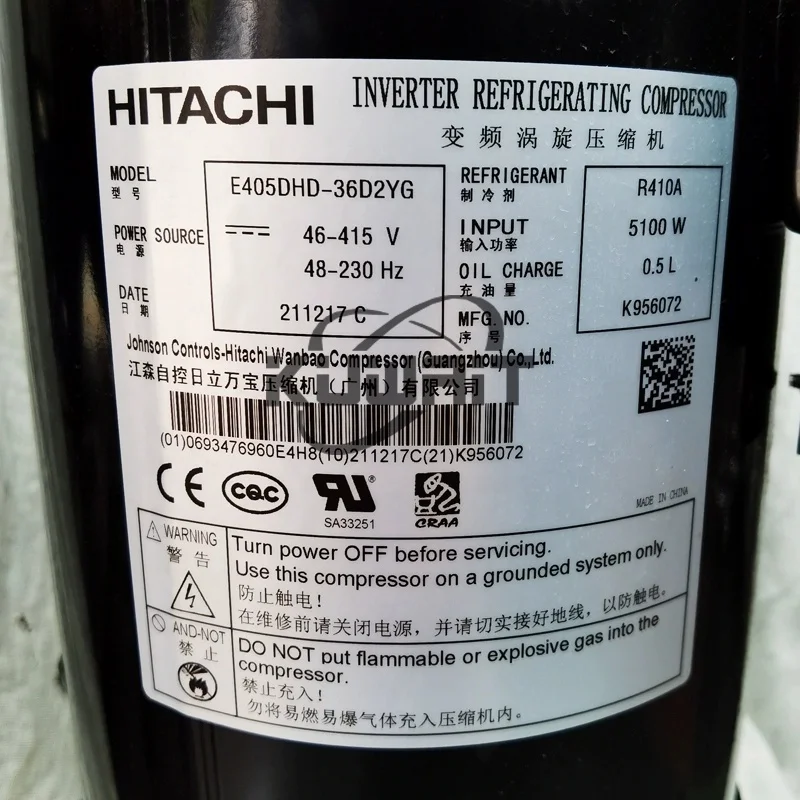 HITACHI INVERTER REFRIGERATING COMPRESSOR
变频涡旋压缩机
MODEL E405DHD-36D2YG
型号
POWER SOURCE 46-415 V
电源 48-230 Hz
DATE 211217 C
日期
REFRIGERANT R410A
制冷剂
INPUT 5100 W
输入功率
OIL CHARGE 0.5 L
充油量
MFG. NO. K956072
序号
Johnson Controls-Hitachi Wanbao Compressor (Guangzhou) Co.,Ltd.
江森自控日立万宝压缩机（广州）有限公司
(01)0693476960E4H8(10)211217C(21)K956072
CE CQC RU® CRAA
SA33251
MADE IN CHINA
WARNING
警告
Turn power OFF before servicing.
Use this compressor on a grounded system only.
防止触电！
在维修前请关闭电源，并请切实接好地线，以防触电。
AND-NOT
禁止
DO NOT put flammable or explosive gas into the
compressor.
禁止充入！
勿将易燃易爆气体充入压缩机内。